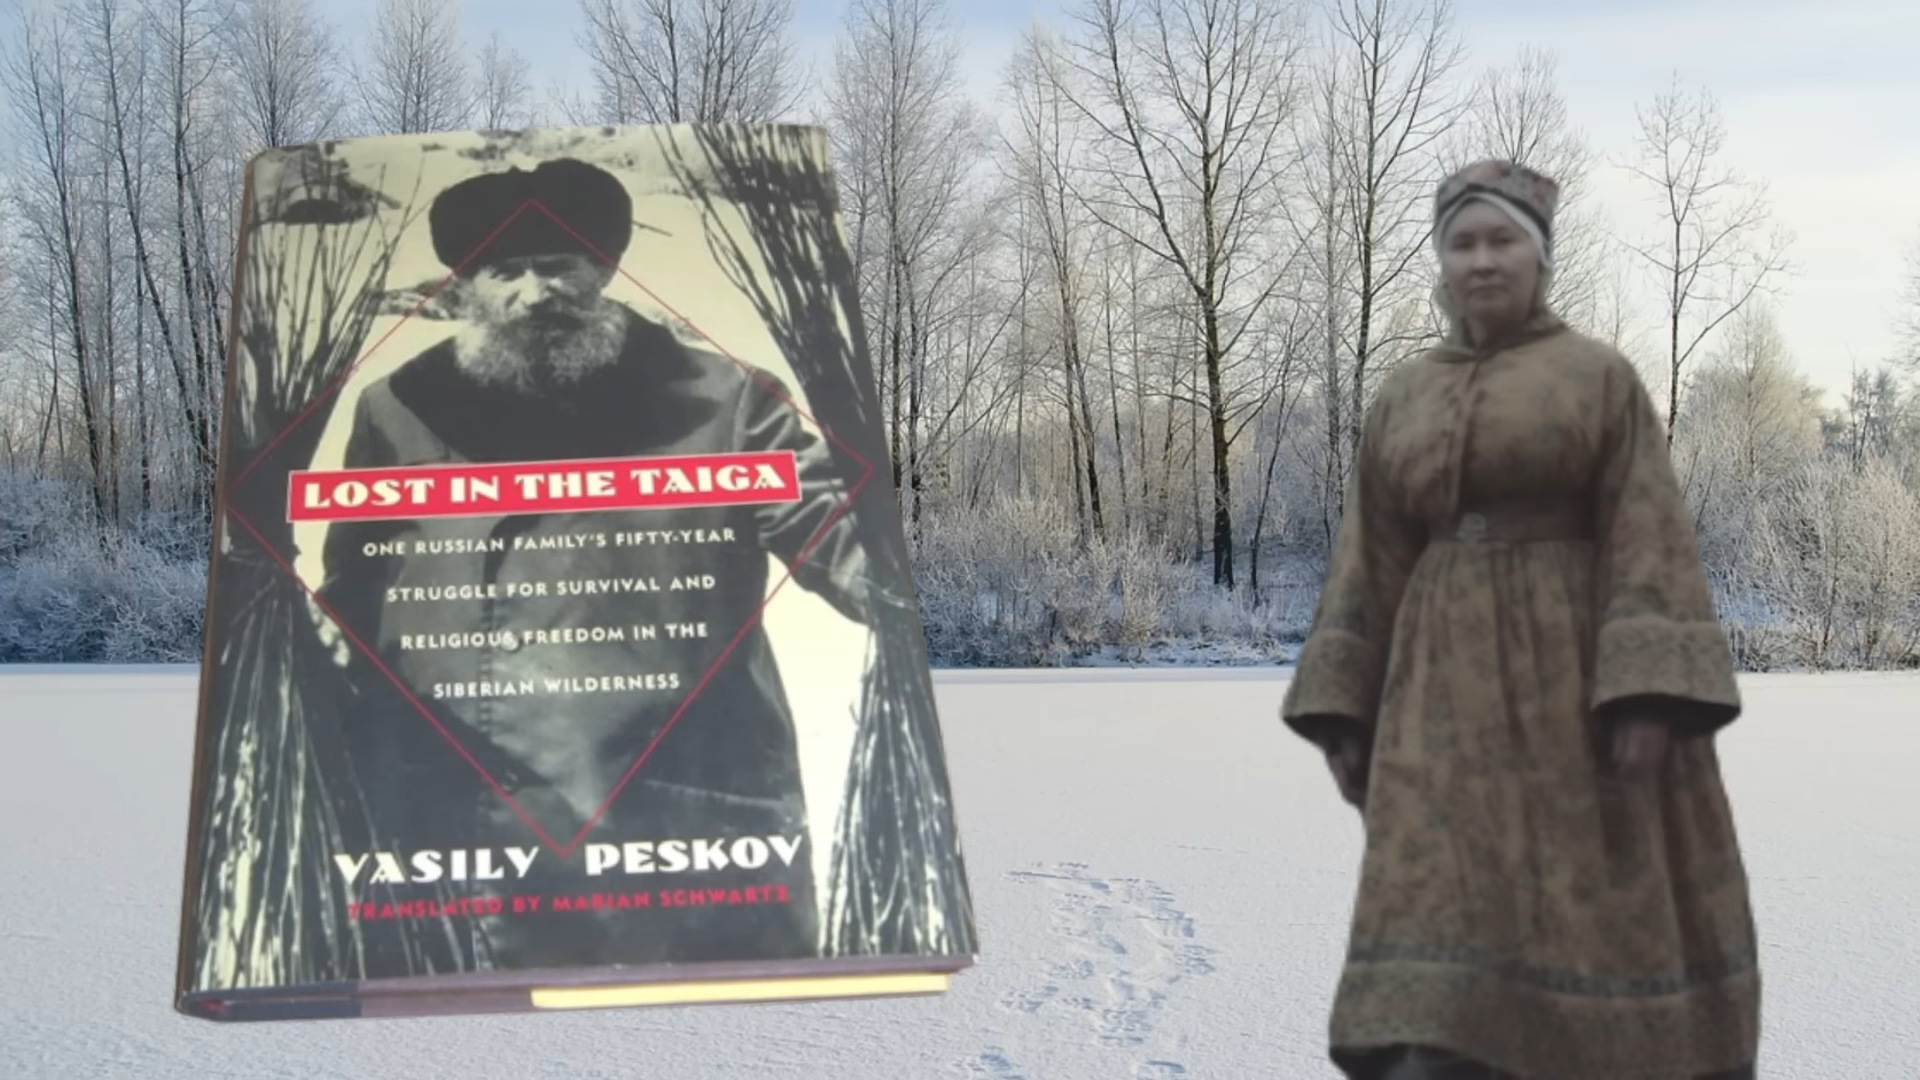 LOST IN THE TAIGA
ONE RUSSIAN FAMILY'S FIFTY-YEAR
STRUGGLE FOR SURVIVAL AND
RELIGIOUS FREEDOM IN THE
SIBERIAN WILDERNESS
VASILY PESKOV
TRANSLATED BY MARIAN SCHWARTZ